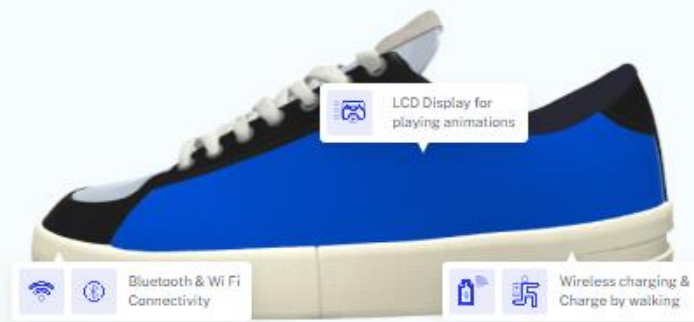 LCD Display for
playing animations
Bluetooth & Wi Fi
Connectivity
Wireless charging &
Charge by walking